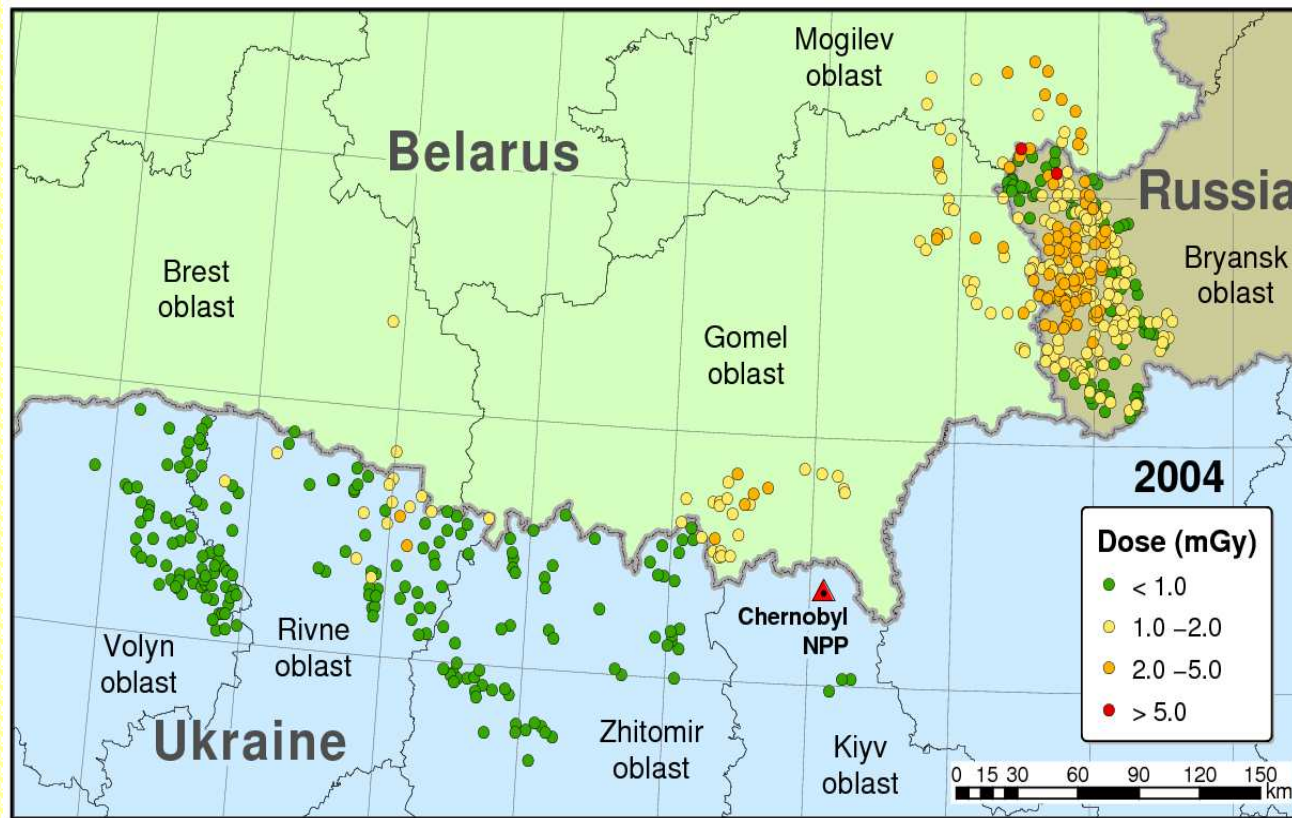 Mogilev
oblast
Belarus
Russia
Brest
oblast
Bryansk
oblast
Gomel
oblast
2004
Dose (mGy)
< 1.0
1.0 –2.0
2.0 –5.0
> 5.0
Chernobyl
NPP
Volyn
oblast
Rivne
oblast
Ukraine
Zhitomir
oblast
Kiyv
oblast
0 15 30 60 90 120 150
km